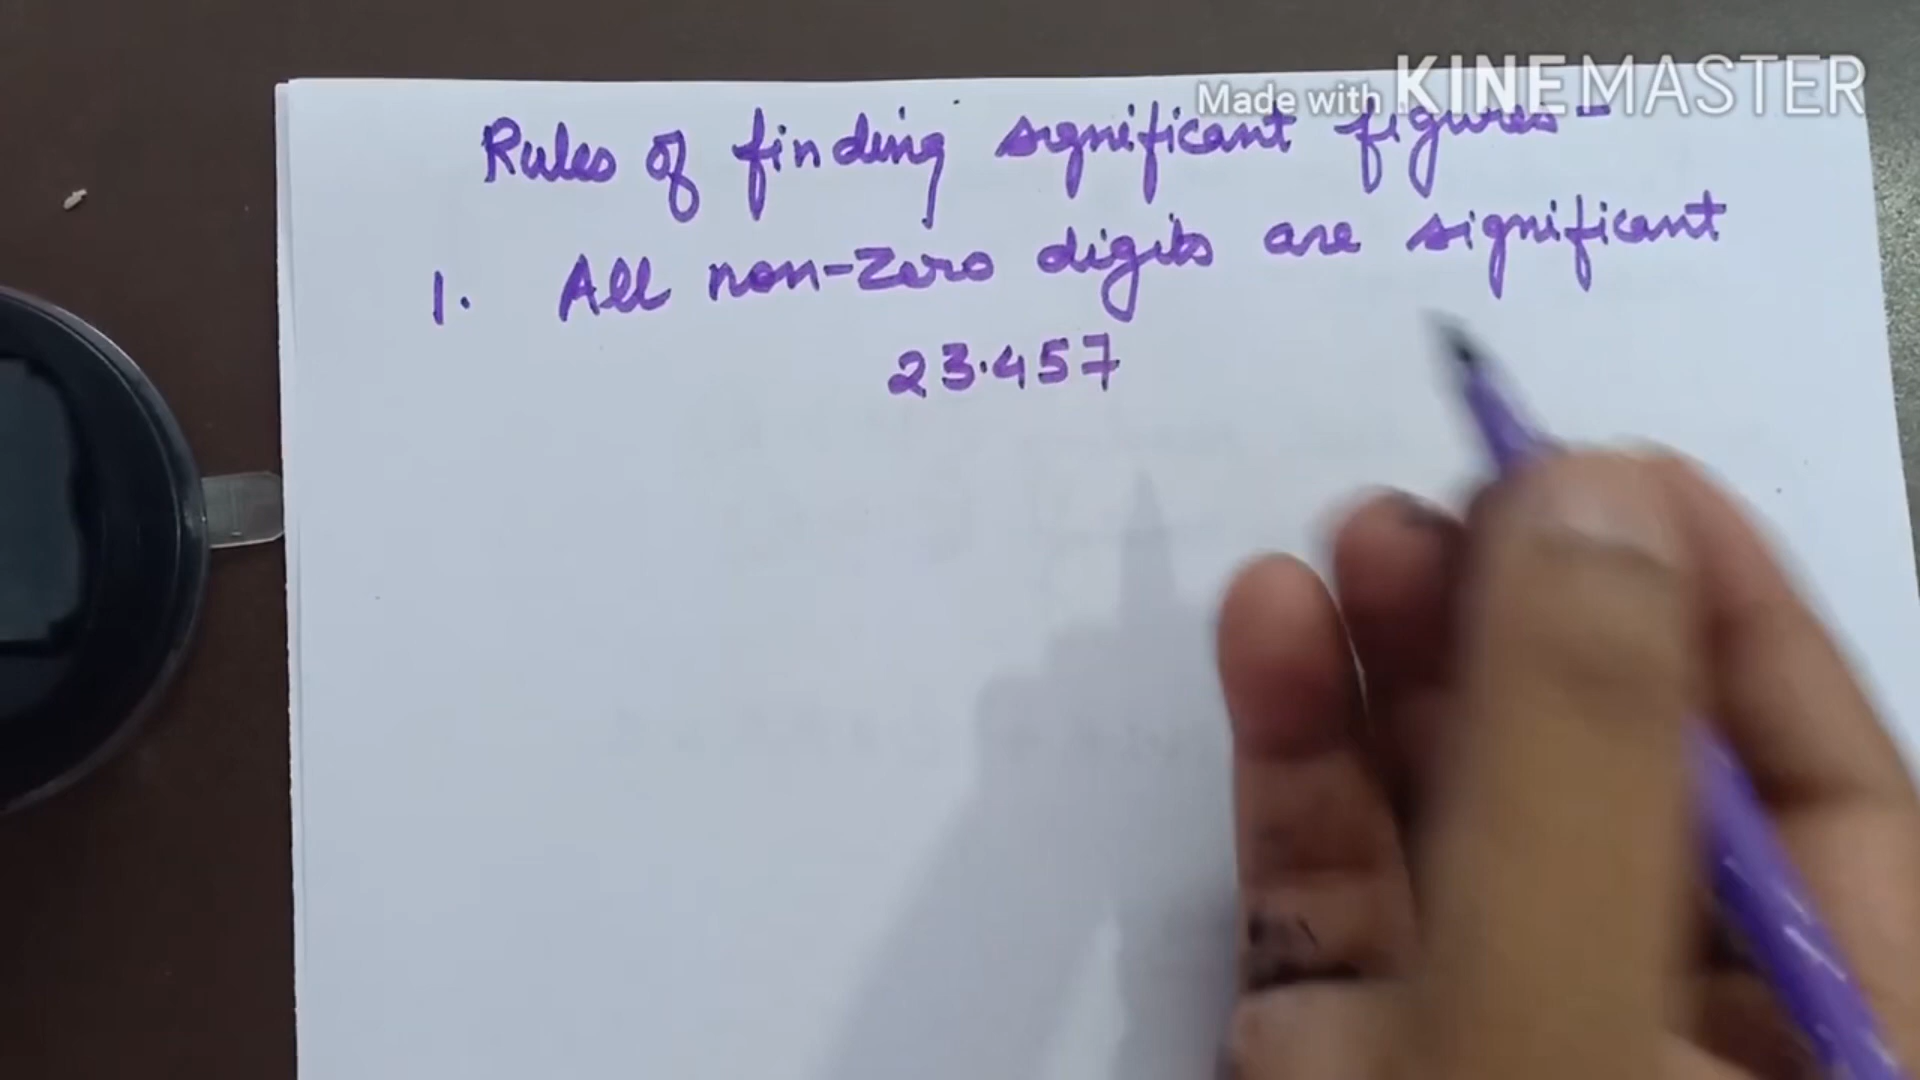 Made with KINEMASTER
Rules of finding significant figures-
1. All non-zero digits are significant
23.457